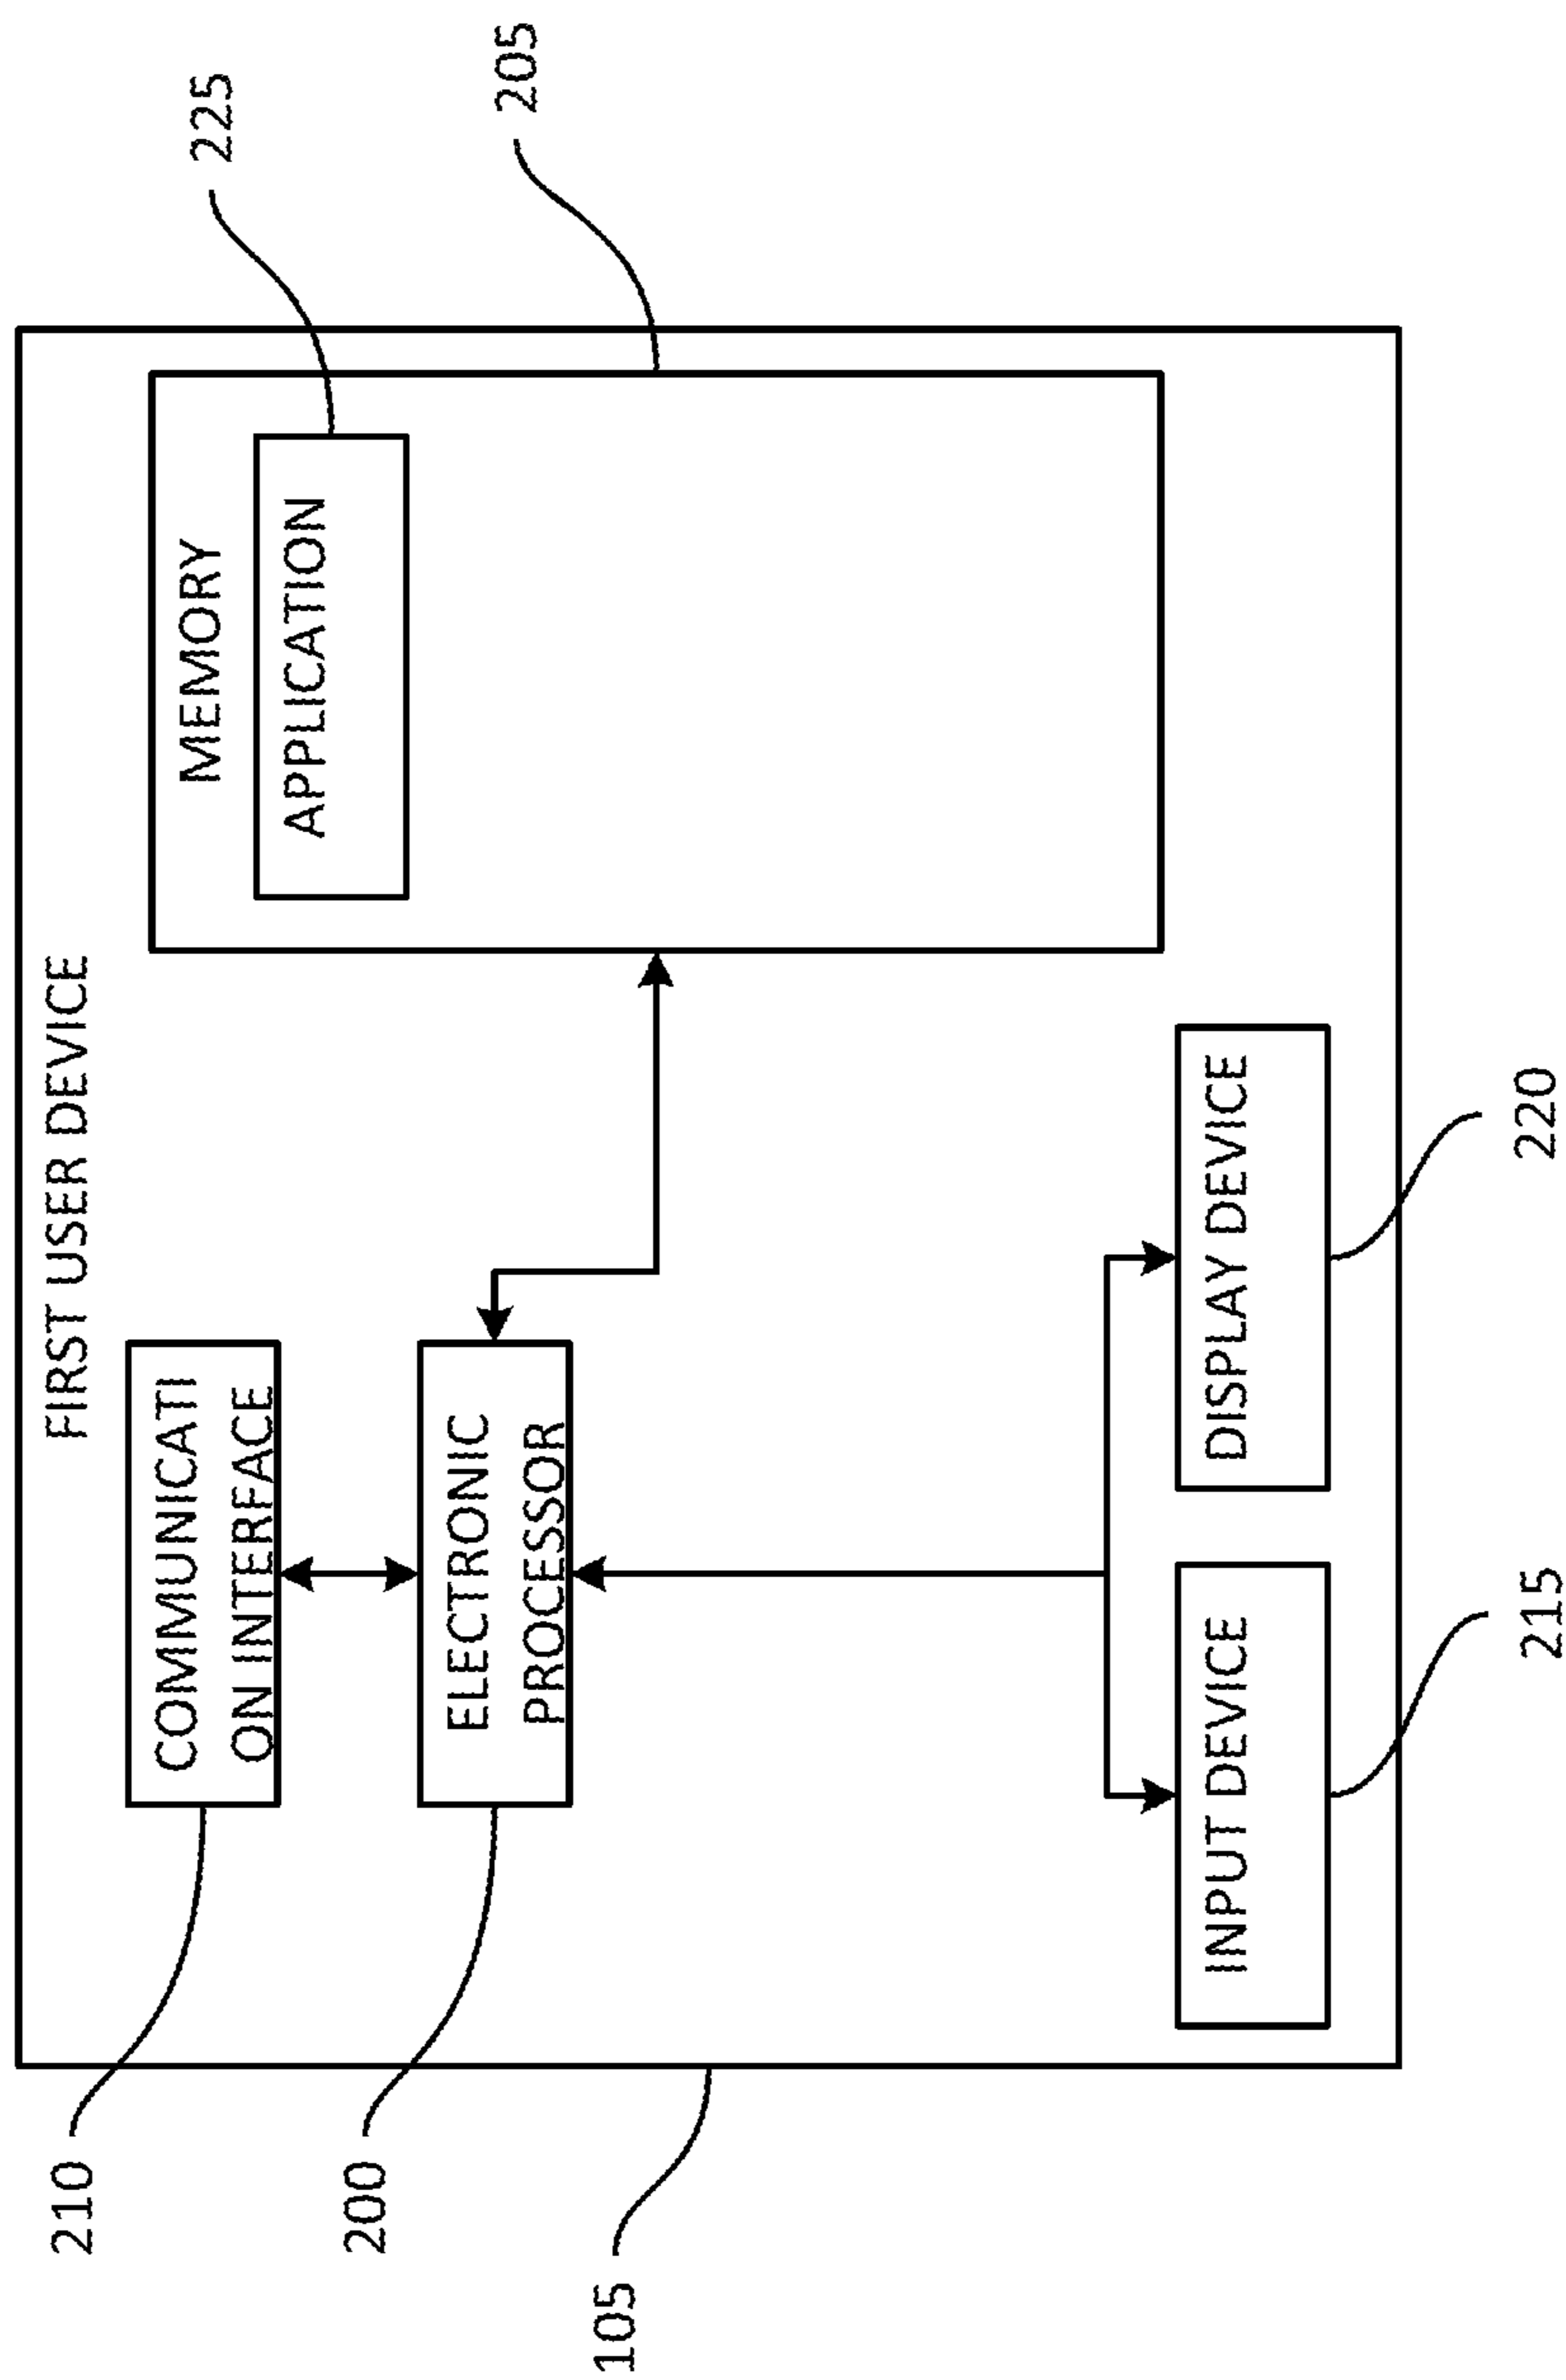 FIRST USER DEVICE
210
COMMUNICATI
ON INTERFACE
MEMORY
225
APPLICATION
200
ELECTRONIC
PROCESSOR
205
105
INPUT DEVICE
DISPLAY DEVICE
215
220